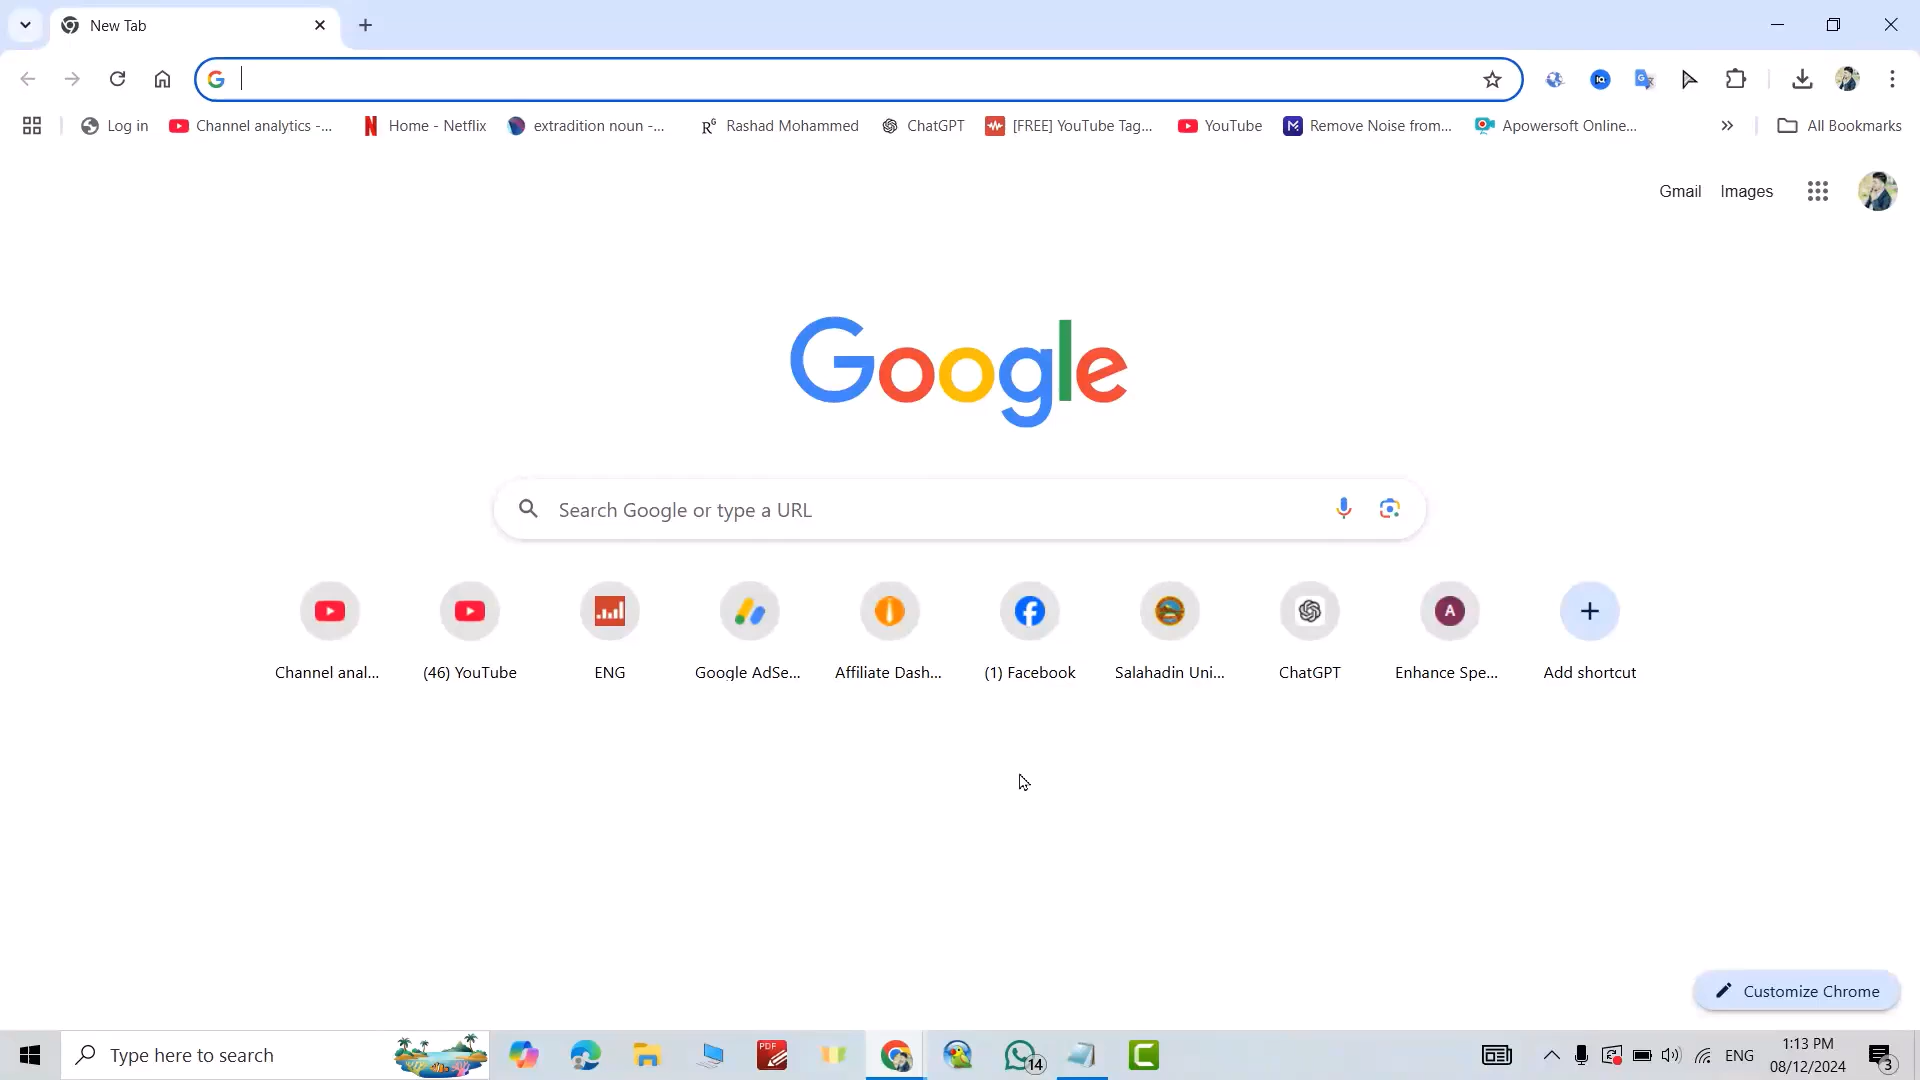 New Tab
Log in
Channel analytics -...
Home - Netflix
extradition noun -...
Rashad Mohammed
ChatGPT
[FREE] YouTube Tag...
YouTube
Remove Noise from...
Apowersoft Online...
All Bookmarks
Gmail Images
Google
Search Google or type a URL
Channel anal...
(46) YouTube
ENG
Google AdSe...
Affiliate Dash...
(1) Facebook
Salahadin Uni...
ChatGPT
A
Enhance Spe...
Add shortcut
Customize Chrome
Type here to search
PDF
14
ENG
1:13 PM
08/12/2024
3